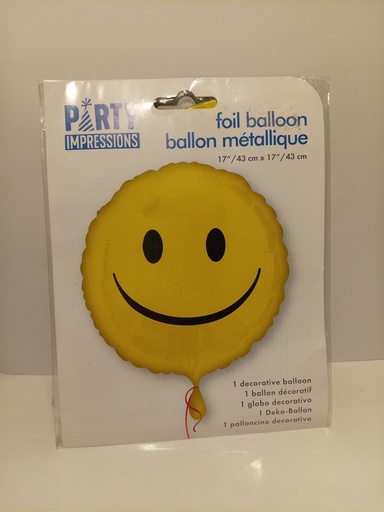 PARTY
IMPRESSIONS
foil balloon
ballon métallique
17"/43 cm x 17"/43 cm
1 decorative balloon
1 ballon décoratif
1 globo decorativo
1 Deko-Ballon
1 palloncino decorativo